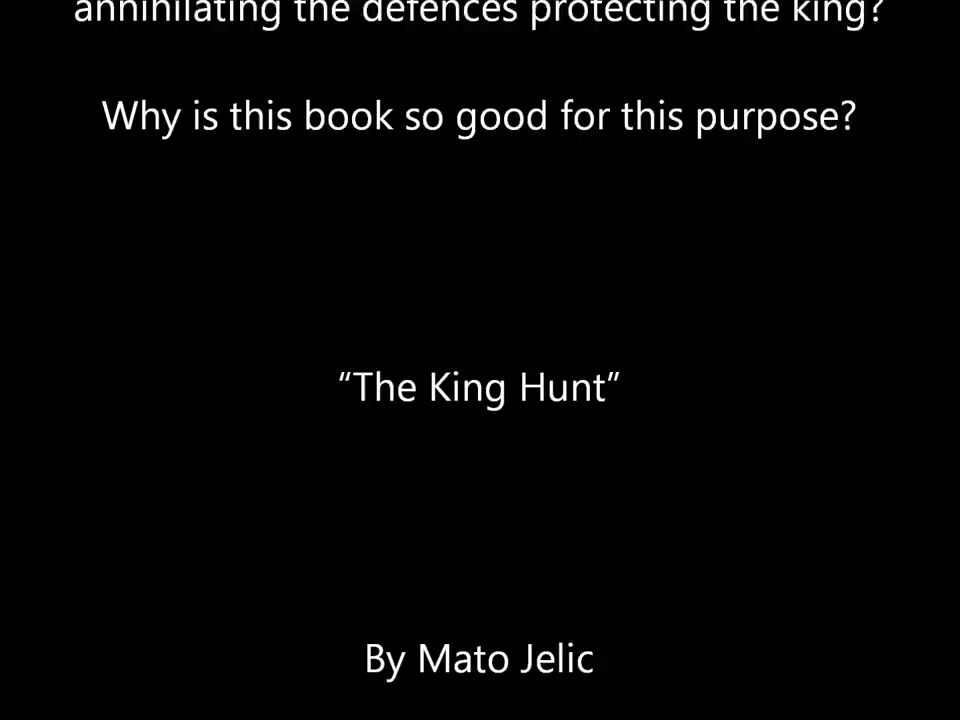 annihilating the defences protecting the king?
Why is this book so good for this purpose?
“The King Hunt”
By Mato Jelic